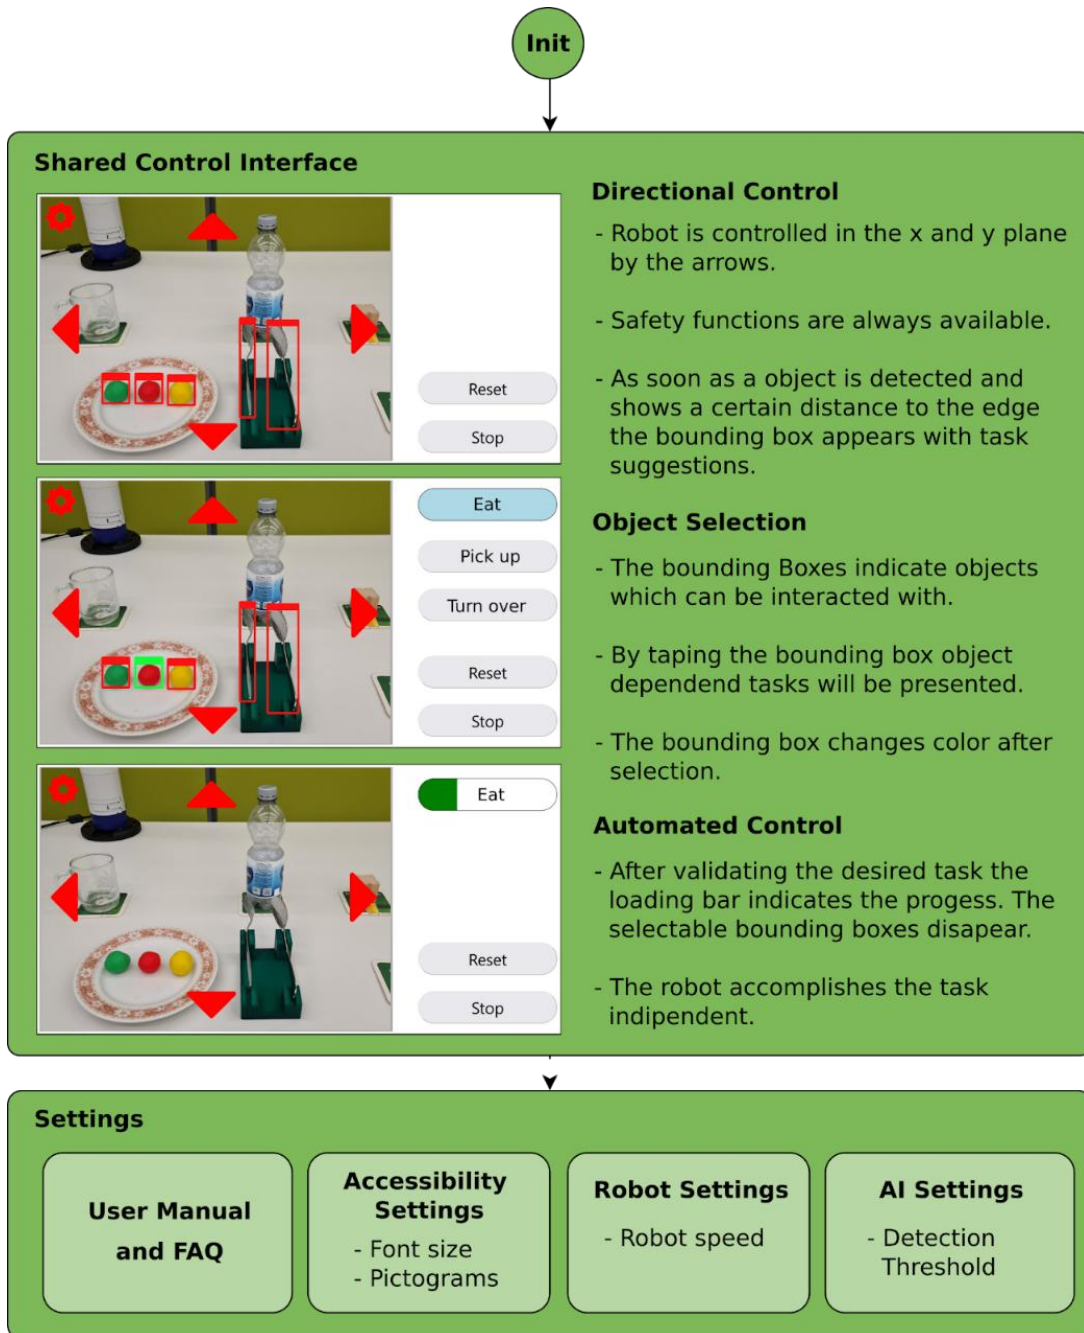 Init
Shared Control Interface
Reset
Stop
Eat
Pick up
Turn over
Reset
Stop
Eat
Reset
Stop
Directional Control
- Robot is controlled in the x and y plane
by the arrows.
- Safety functions are always available.
- As soon as a object is detected and
shows a certain distance to the edge
the bounding box appears with task
suggestions.
Object Selection
- The bounding Boxes indicate objects
which can be interacted with.
- By taping the bounding box object
dependend tasks will be presented.
- The bounding box changes color after
selection.
Automated Control
- After validating the desired task the
loading bar indicates the progess. The
selectable bounding boxes disapear.
- The robot accomplishes the task
indipendent.
Settings
User Manual
and FAQ
Accessibility
Settings
- Font size
- Pictograms
Robot Settings
- Robot speed
AI Settings
- Detection
Threshold